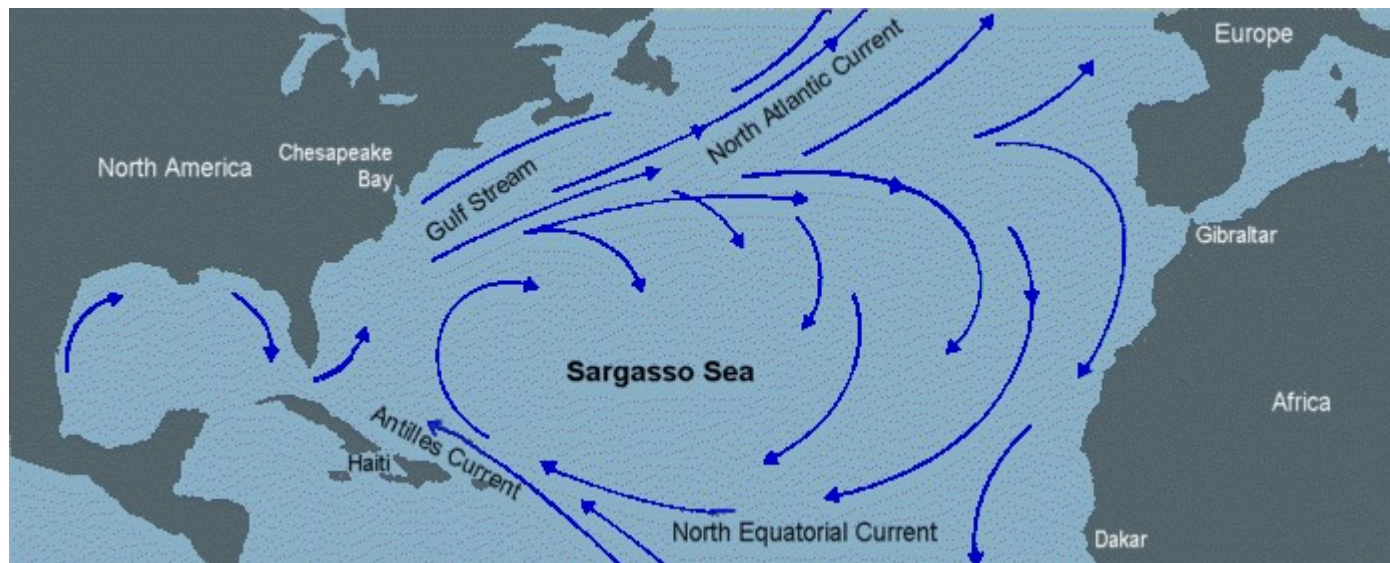 Europe
North Atlantic Current
North America
Chesapeake
Bay
Gulf Stream
Gibraltar
Sargasso Sea
Africa
Antilles Current
Haiti
North Equatorial Current
Dakar